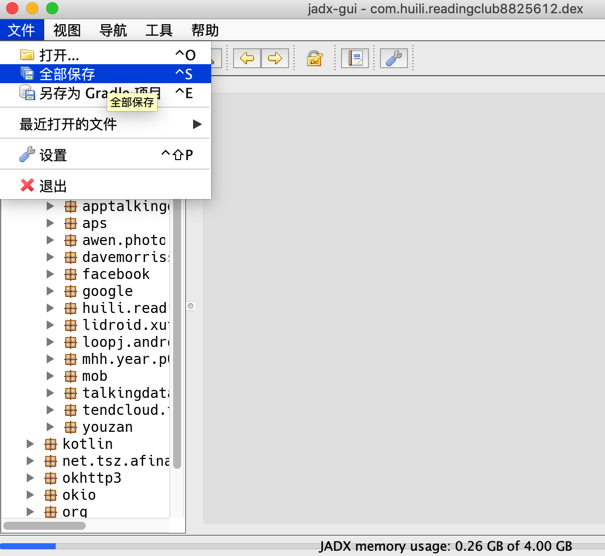 jadx-gui - com.huili.readingclub8825612.dex
文件 视图 导航 工具 帮助
打开... ^O
全部保存 ^S
另存为 Gradle 项目 ^E
全部保存
最近打开的文件
设置 ^⇧P
退出
apptalking
aps
awen.photo
davemorriss
facebook
google
huili.read
lidroid.xu
loopj.andr
mhh.year.p
mob
talkingdata
tendcloud.
youzan
kotlin
net.tsz.afina
okhttp3
okio
org
JADX memory usage: 0.26 GB of 4.00 GB